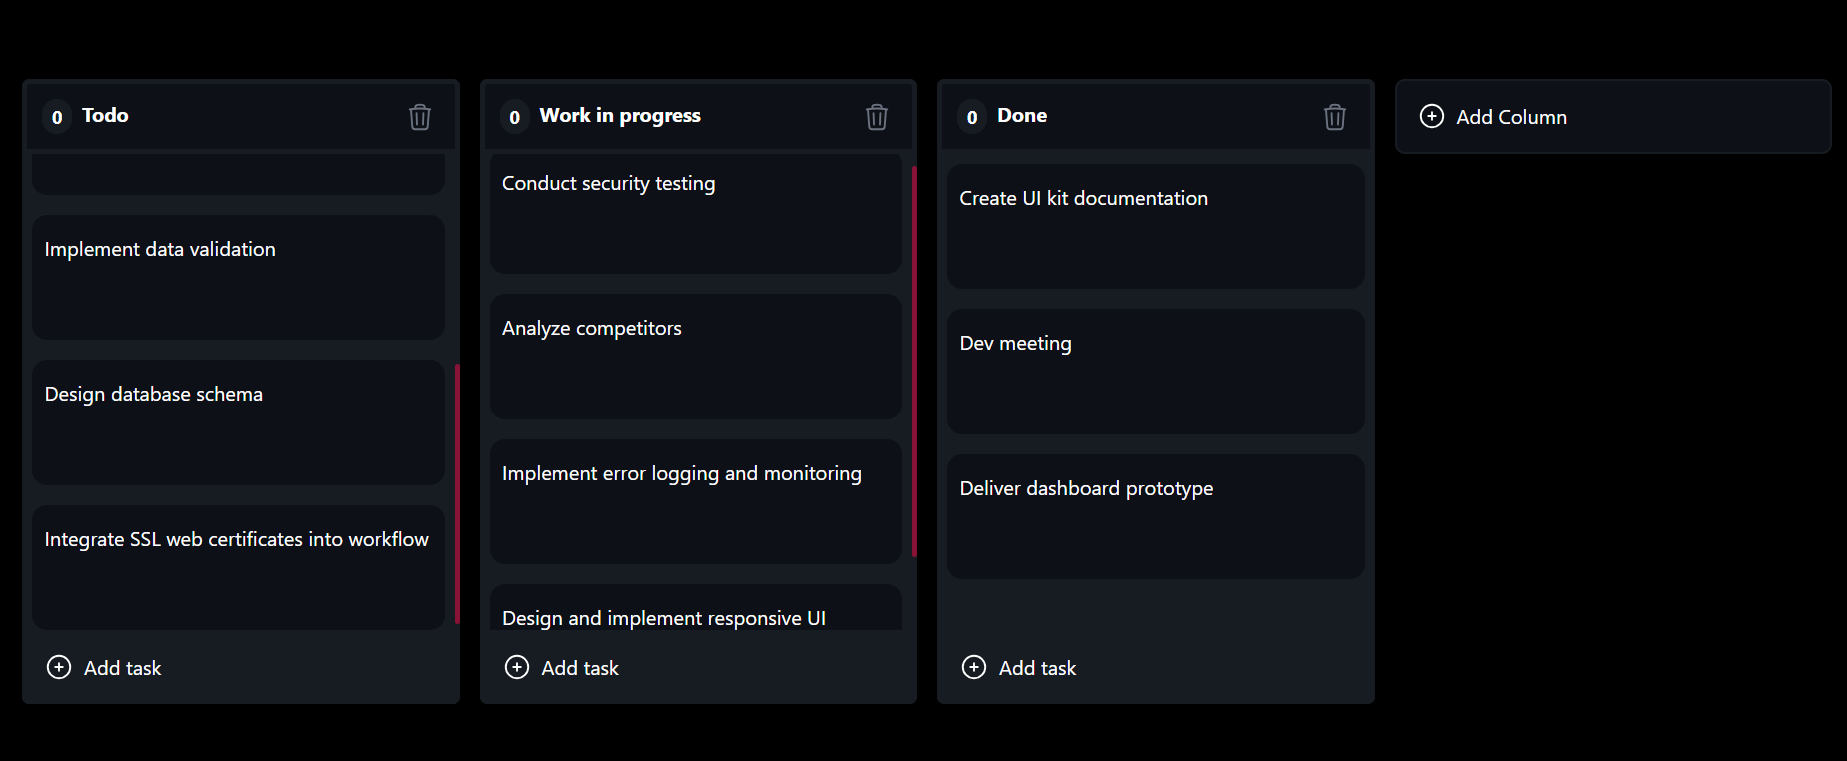 0 Todo
Implement data validation
Design database schema
Integrate SSL web certificates into workflow
Add task
0 Work in progress
Conduct security testing
Analyze competitors
Implement error logging and monitoring
Design and implement responsive UI
Add task
0 Done
Create UI kit documentation
Dev meeting
Deliver dashboard prototype
Add task
Add Column